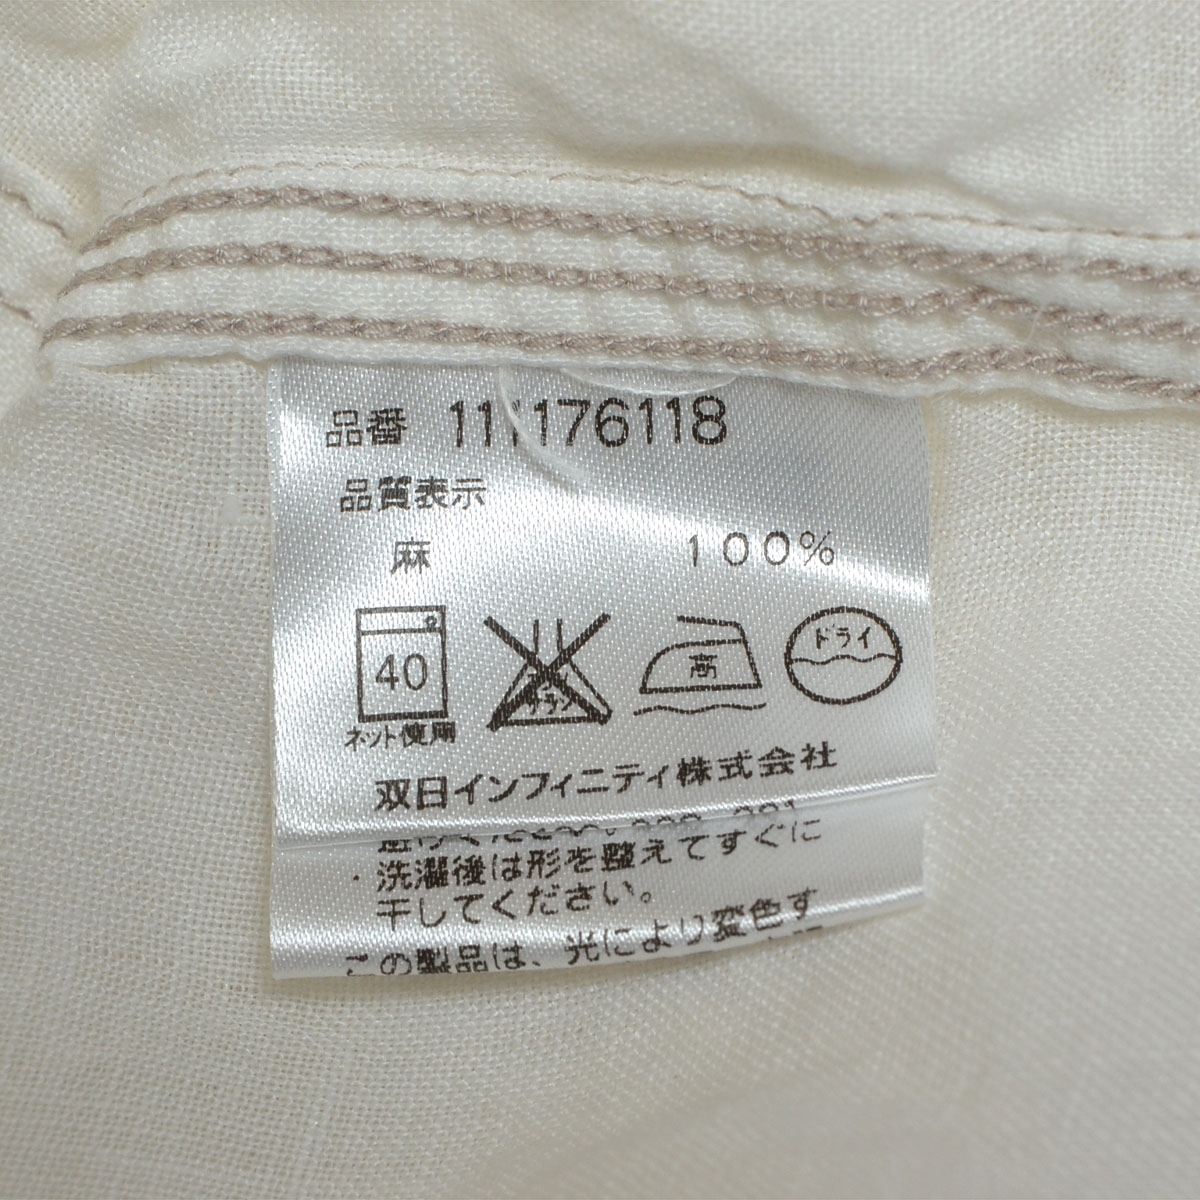 品番 111176118
品質表示
麻 100%
40
ネット使用
高
ドライ
双日インフィニティ株式会社
・洗濯後は形を整えてすぐに
干してください。
この製品は、光により変色す